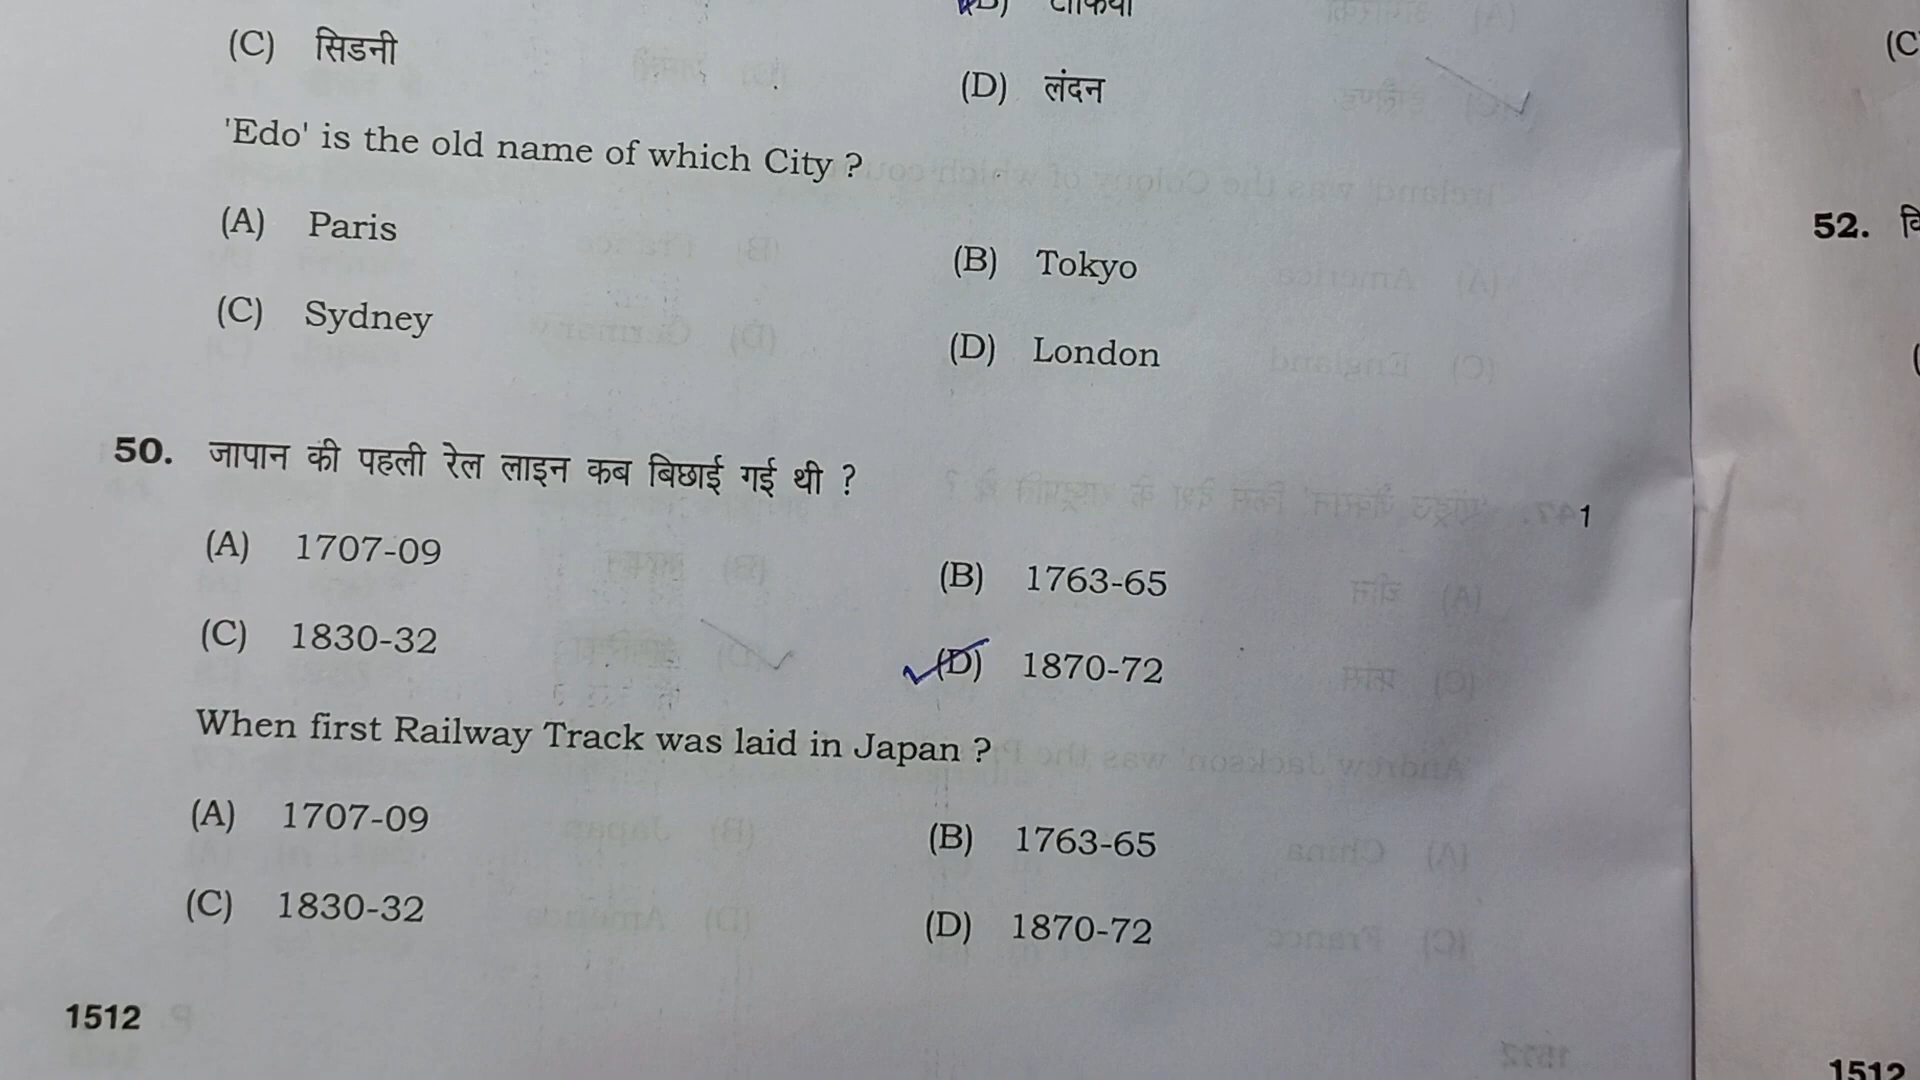 (C) सिडनी
(D) लंदन
'Edo' is the old name of which City ?
(A) Paris
(B) Tokyo
(C) Sydney
(D) London
50. जापान की पहली रेल लाइन कब बिछाई गई थी ?
1
(A) 1707-09
(B) 1763-65
(C) 1830-32
(D) 1870-72
When first Railway Track was laid in Japan ?
(A) 1707-09
(B) 1763-65
(C) 1830-32
(D) 1870-72
1512
(C
52.
1512